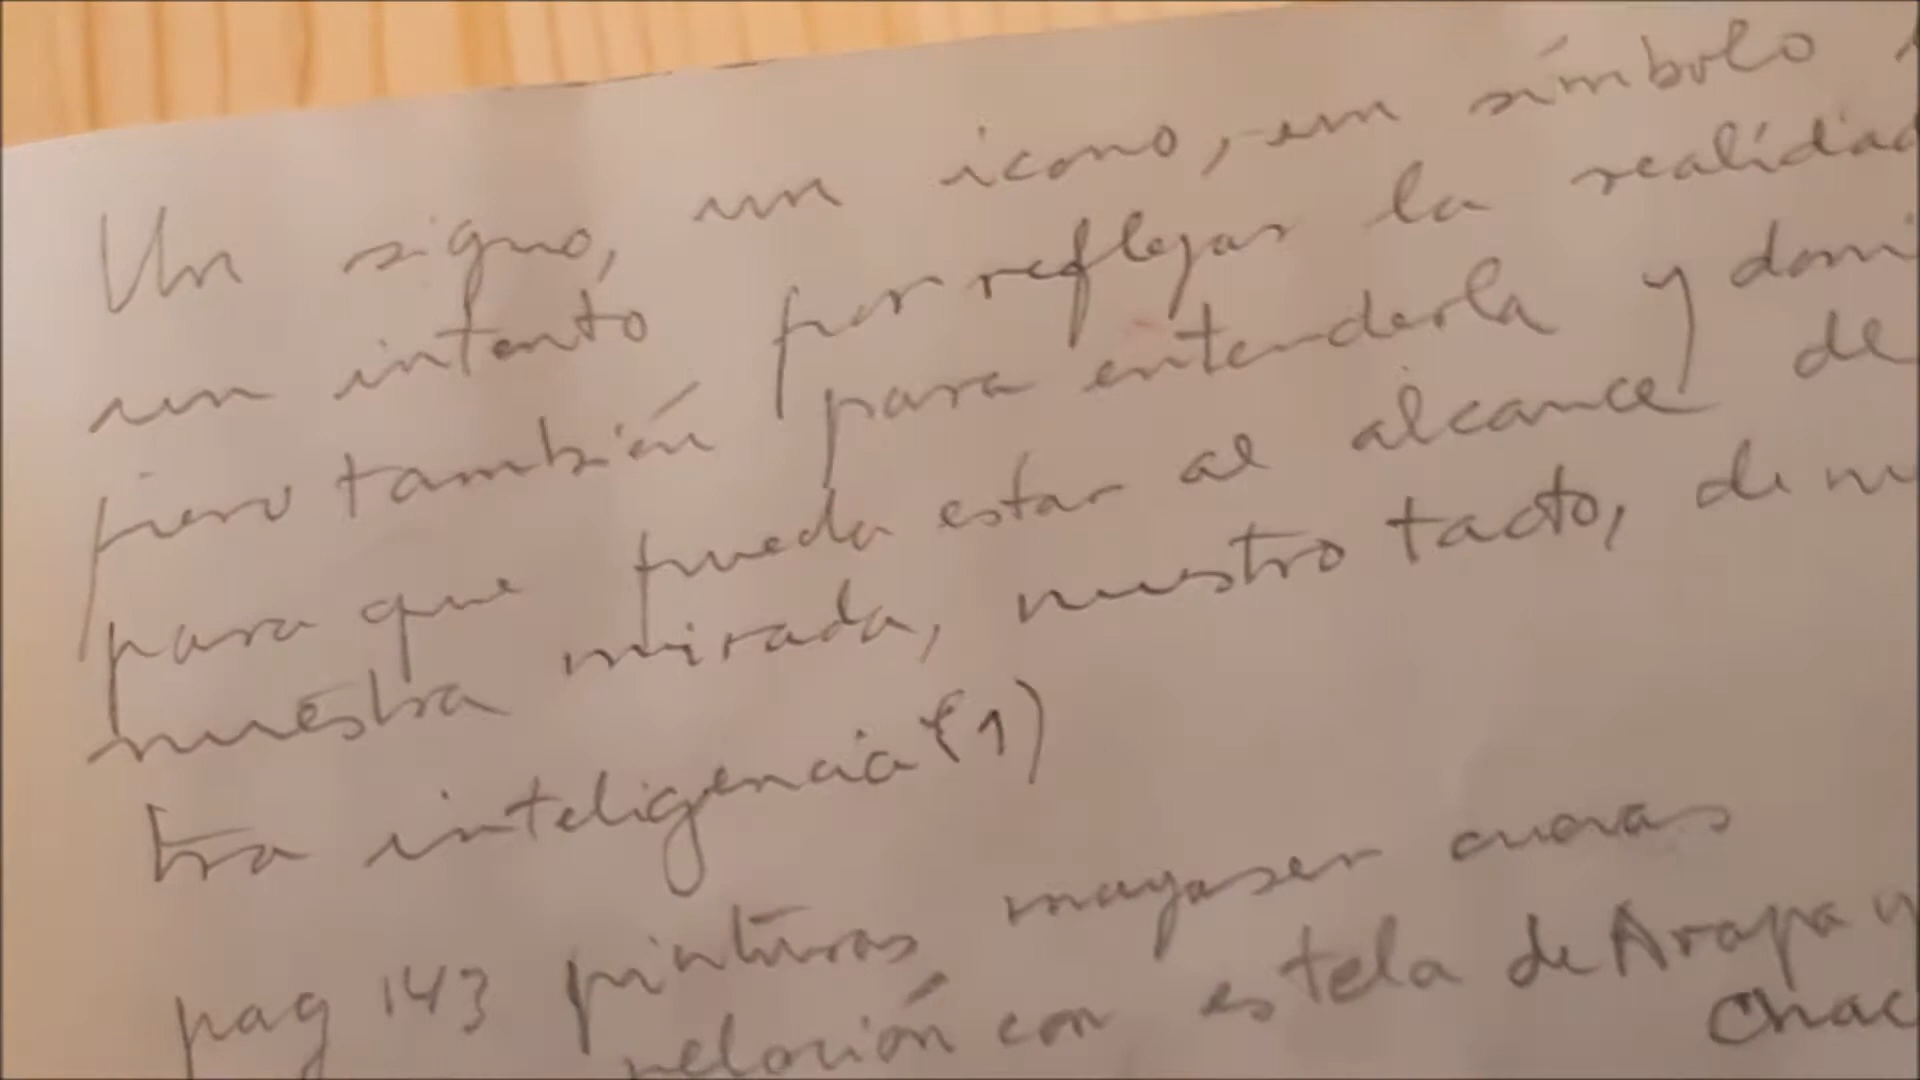 Un signo, un icono, un símbolo
un intento por reflejar la realidad
pero también para entenderla y domi
para que pueda estar al alcance de
nuestra mirada, nuestro tacto, de nu
tra inteligencia (1)
pag 143 pinturas mayas en cuevas
relación con estela de Arapa y
Chac